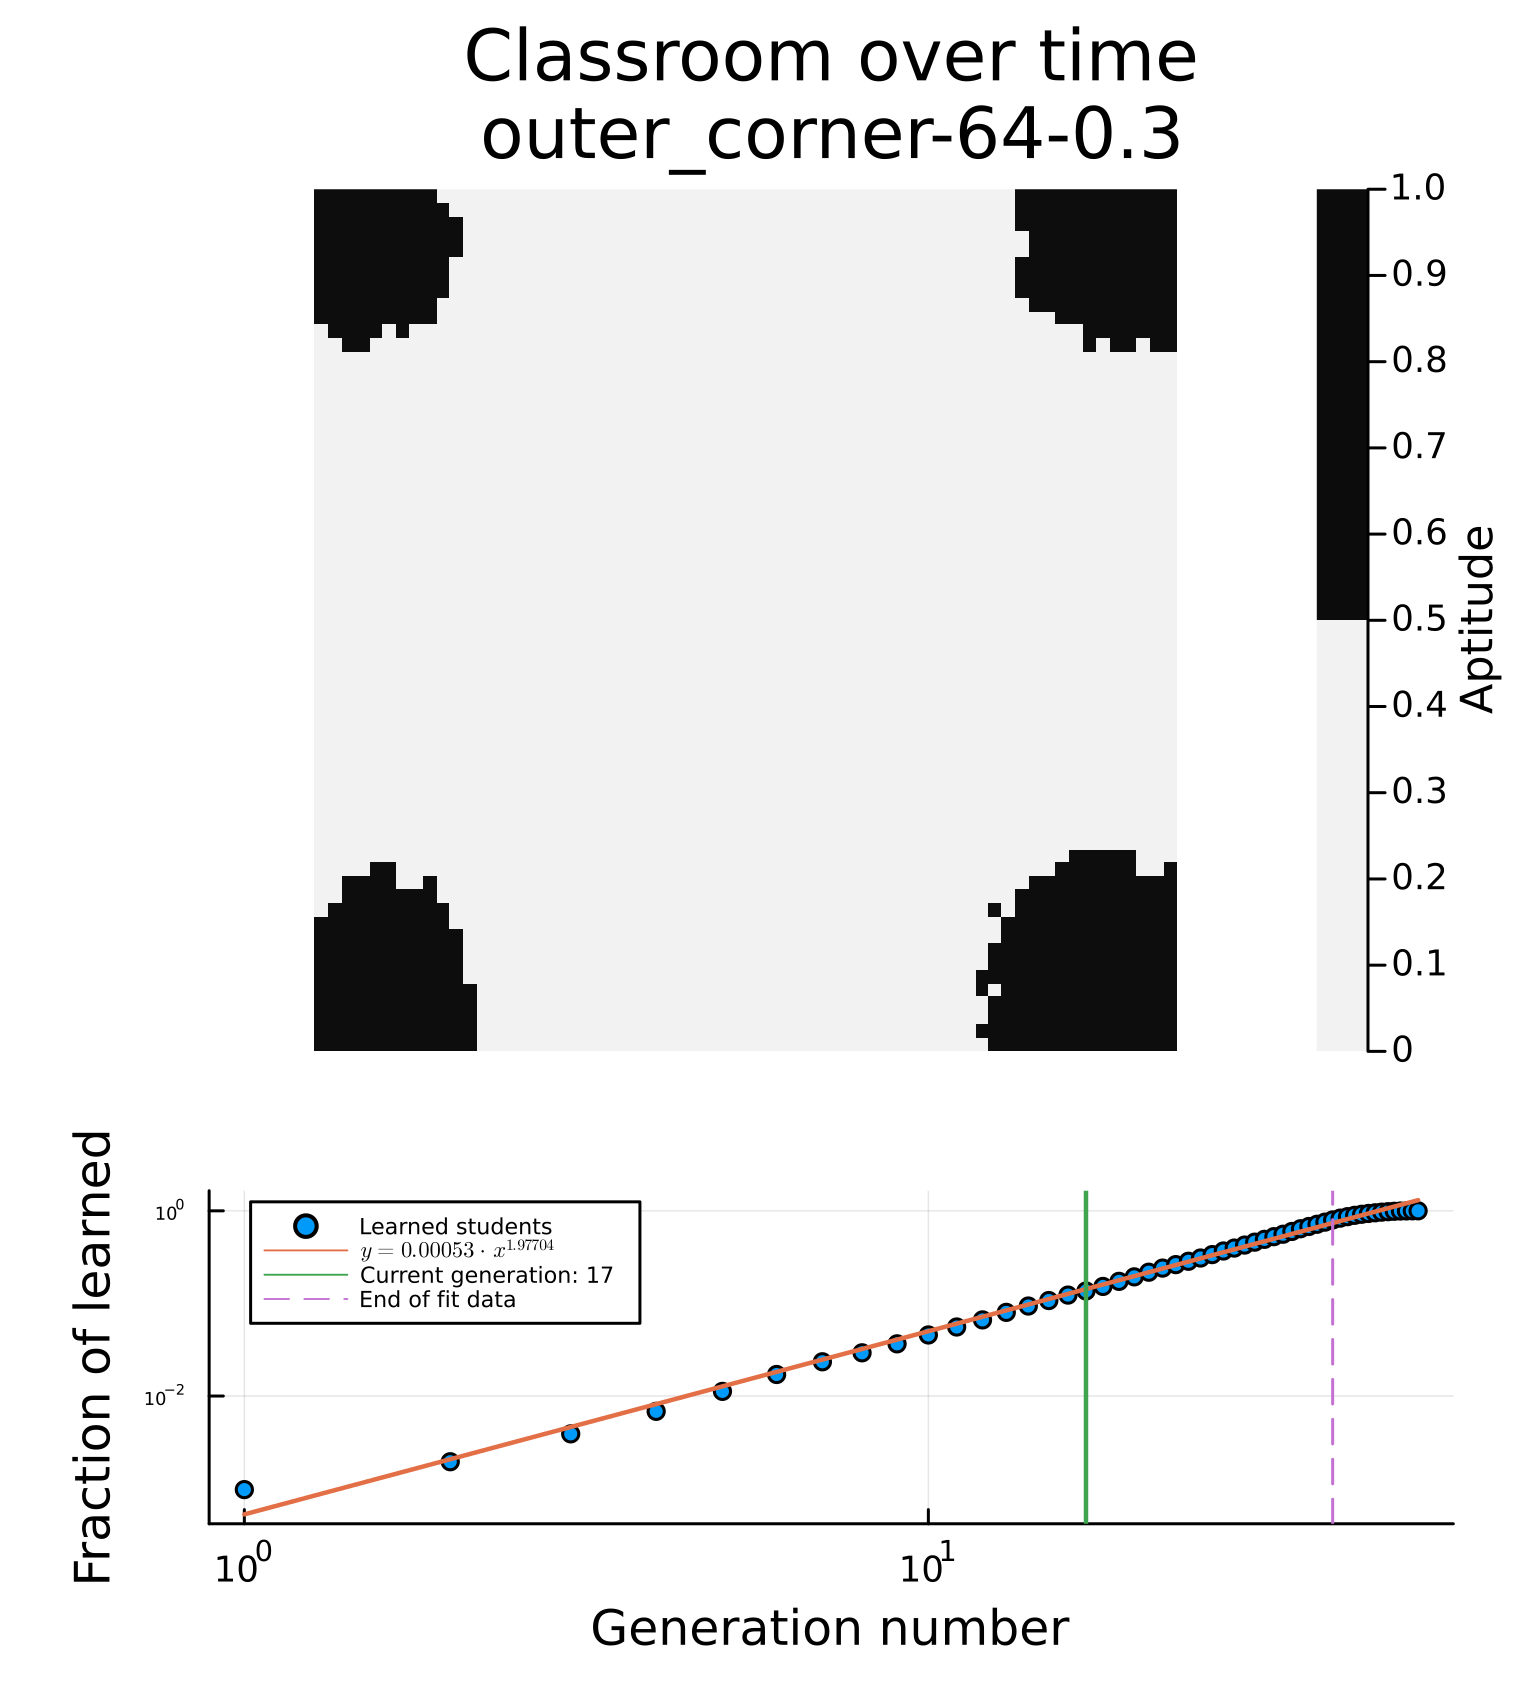 Classroom over time
outer_corner-64-0.3
1.0
0.9
0.8
0.7
0.6
0.5
0.4
0.3
0.2
0.1
0
Aptitude
Fraction of learned
10⁰
10⁻²
Learned students
y = 0.00053 · x^1.97704
Current generation: 17
End of fit data
10⁰
10¹
Generation number